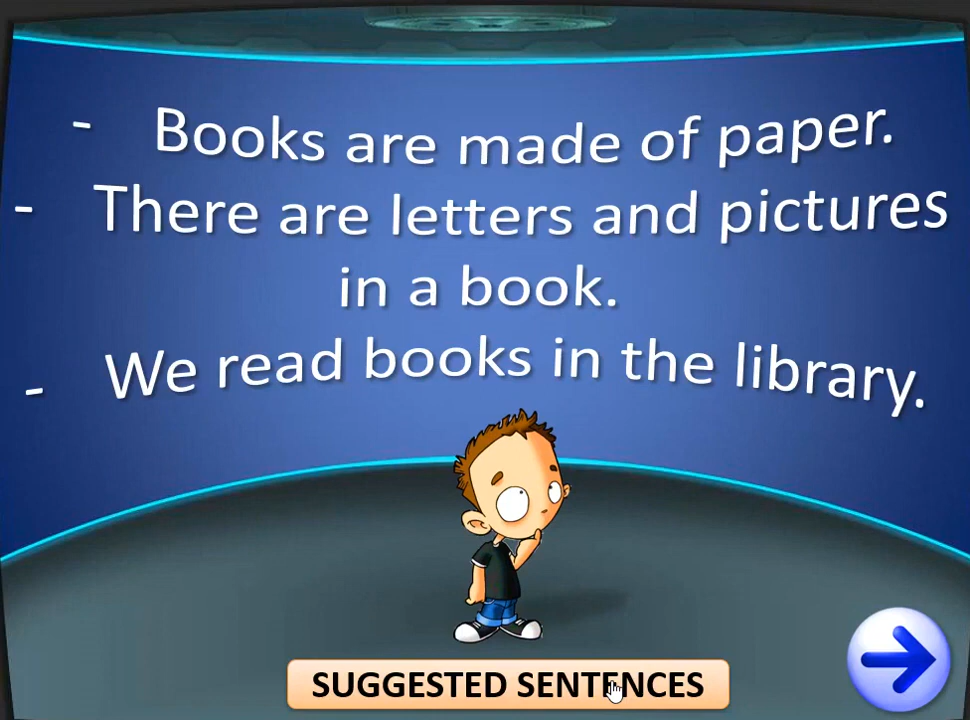 - Books are made of paper.
- There are letters and pictures
in a book.
- We read books in the library.
SUGGESTED SENTENCES